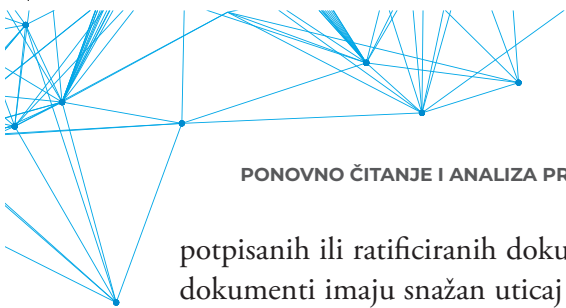 PONOVNO ČITANJE I ANALIZA PR
potpisanih ili ratificiranih doku
dokumenti imaju snažan uticaj